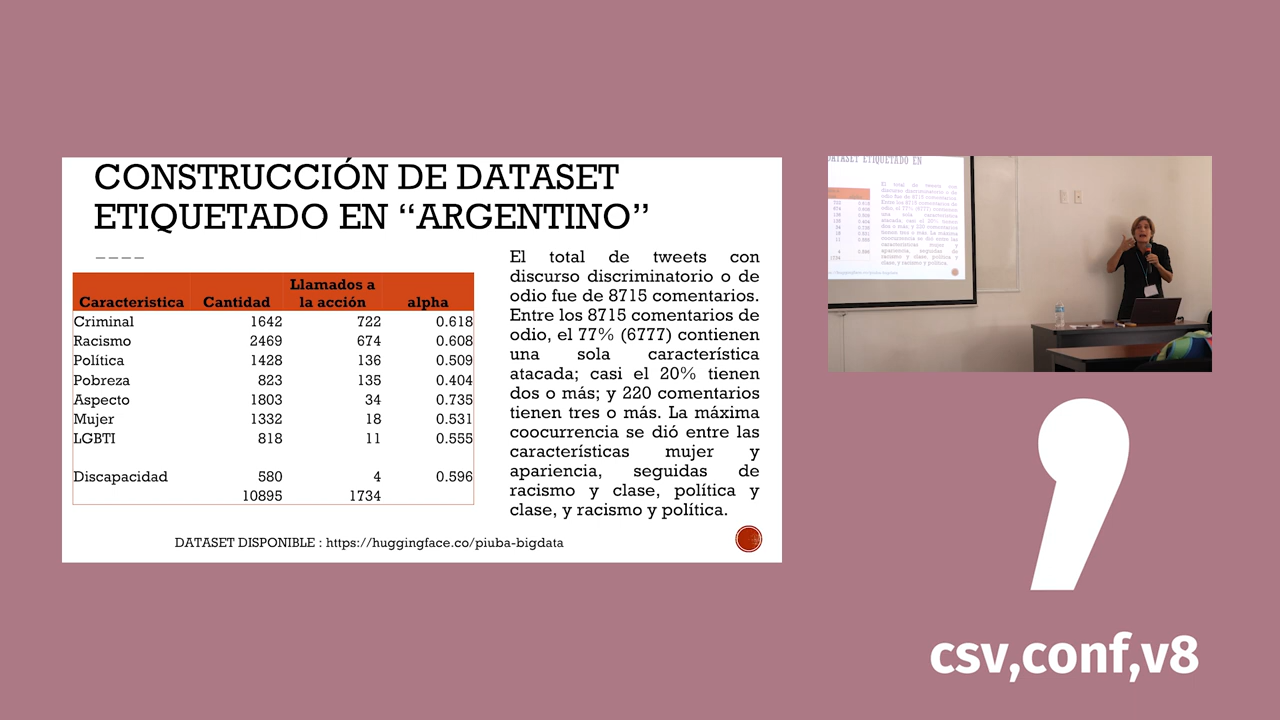 CONSTRUCCIÓN DE DATASET
ETIQUETADO EN “ARGENTINO”
Caracteristica Cantidad Llamados a la acción alpha
Criminal 1642 722 0.618
Racismo 2469 674 0.608
Política 1428 136 0.509
Pobreza 823 135 0.404
Aspecto 1803 34 0.735
Mujer 1332 18 0.531
LGBTI 818 11 0.555
Discapacidad 580 4 0.596
10895 1734
El total de tweets con
discurso discriminatorio o de
odio fue de 8715 comentarios.
Entre los 8715 comentarios de
odio, el 77% (6777) contienen
una sola característica
atacada; casi el 20% tienen
dos o más; y 220 comentarios
tienen tres o más. La máxima
coocurrencia se dió entre las
características mujer y
apariencia, seguidas de
racismo y clase, política y
clase, y racismo y política.
DATASET DISPONIBLE : https://huggingface.co/piuba-bigdata
csv,conf,v8